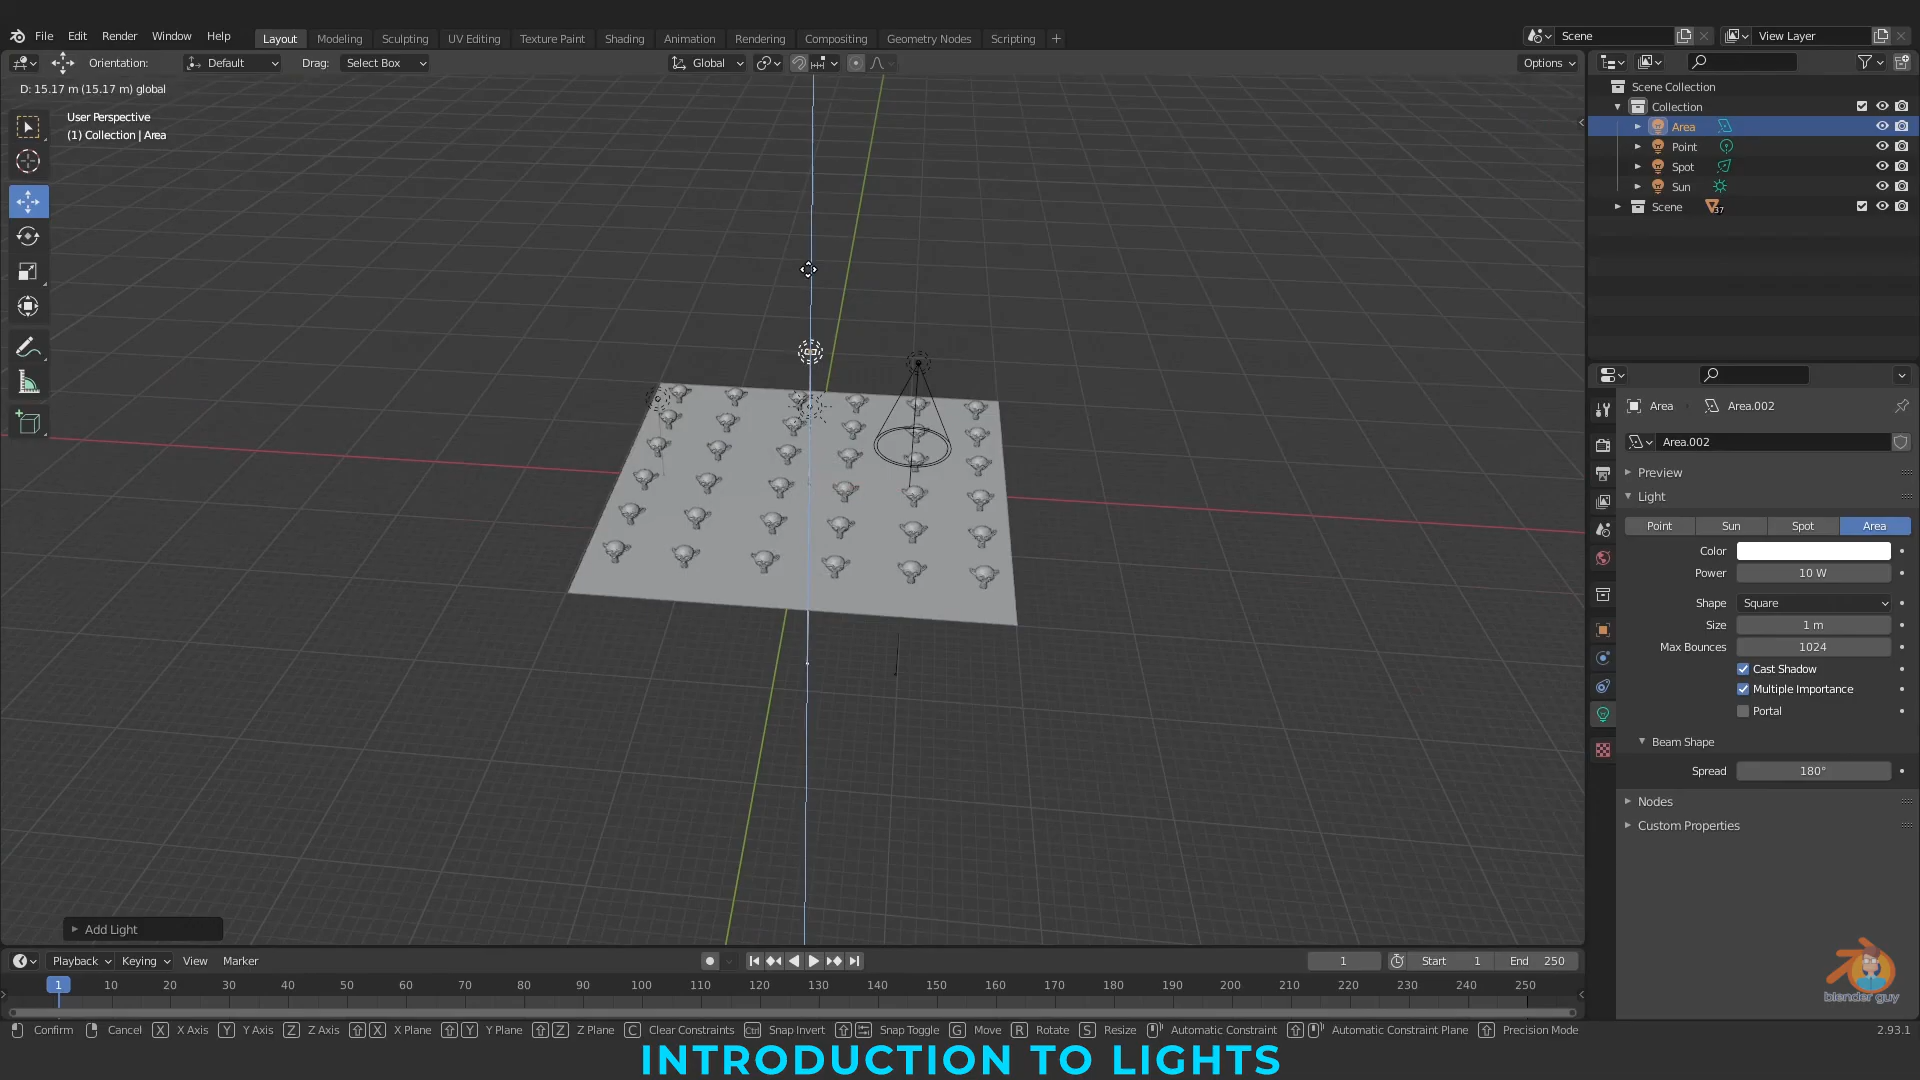 File Edit Render Window Help Layout Modeling Sculpting UV Editing Texture Paint Shading Animation Rendering Compositing Geometry Nodes Scripting + Scene View Layer
Orientation: Default Drag: Select Box Global Options
D: 15.17 m (15.17 m) global
User Perspective
(1) Collection | Area
Scene Collection
Collection
Area
Point
Spot
Sun
Scene 37
Area Area.002
Area.002
Preview
Light
Point Sun Spot Area
Color
Power 10 W
Shape Square
Size 1 m
Max Bounces 1024
Cast Shadow
Multiple Importance
Portal
Beam Shape
Spread 180°
Nodes
Custom Properties
Add Light
blender guy
Playback Keying View Marker 1 Start 1 End 250
1 10 20 30 40 50 60 70 80 90 100 110 120 130 140 150 160 170 180 190 200 210 220 230 240 250
Confirm Cancel X X Axis Y Y Axis Z Z Axis X X Plane Y Y Plane Z Z Plane C Clear Constraints Ctrl Snap Invert Snap Toggle G Move R Rotate S Resize Automatic Constraint Automatic Constraint Plane Precision Mode 2.93.1
INTRODUCTION TO LIGHTS